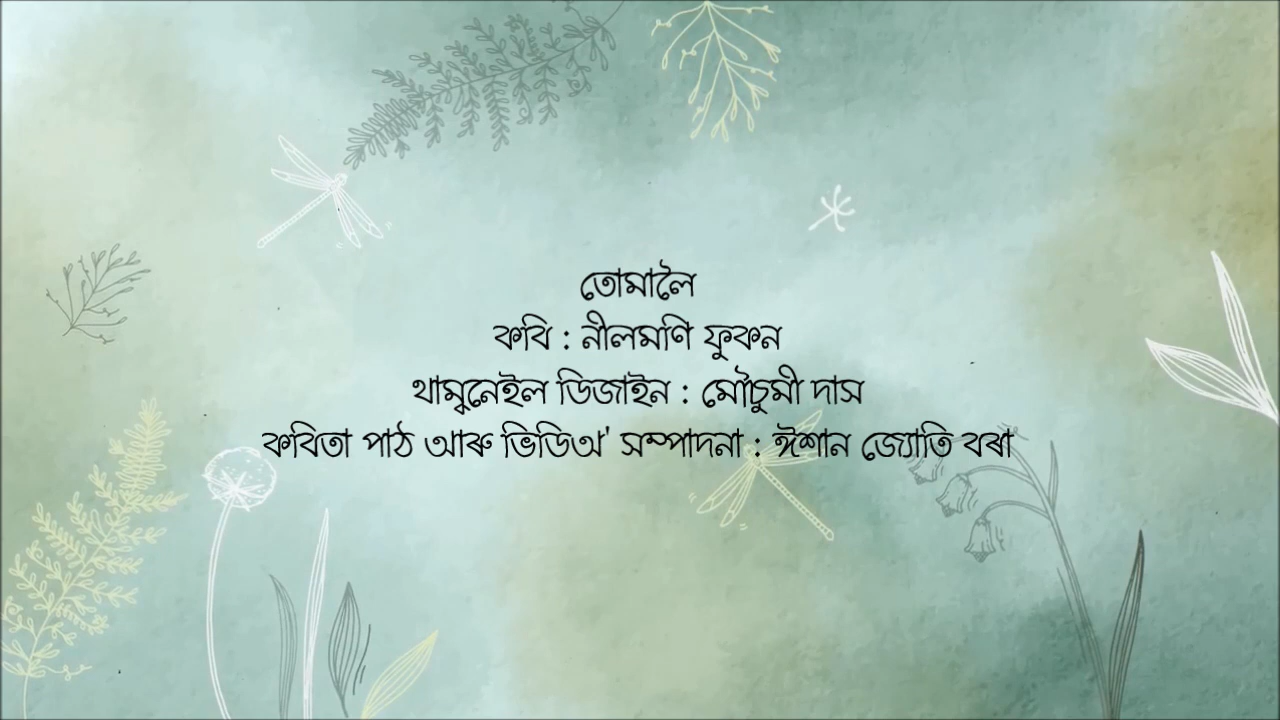 তোমালৈ
কবি : নীলমণি ফুকন
থাম্বনেইল ডিজাইন : মৌচুমী দাস
কবিতা পাঠ আৰু ভিডিঅ' সম্পাদনা : ঈশান জ্যোতি বৰা